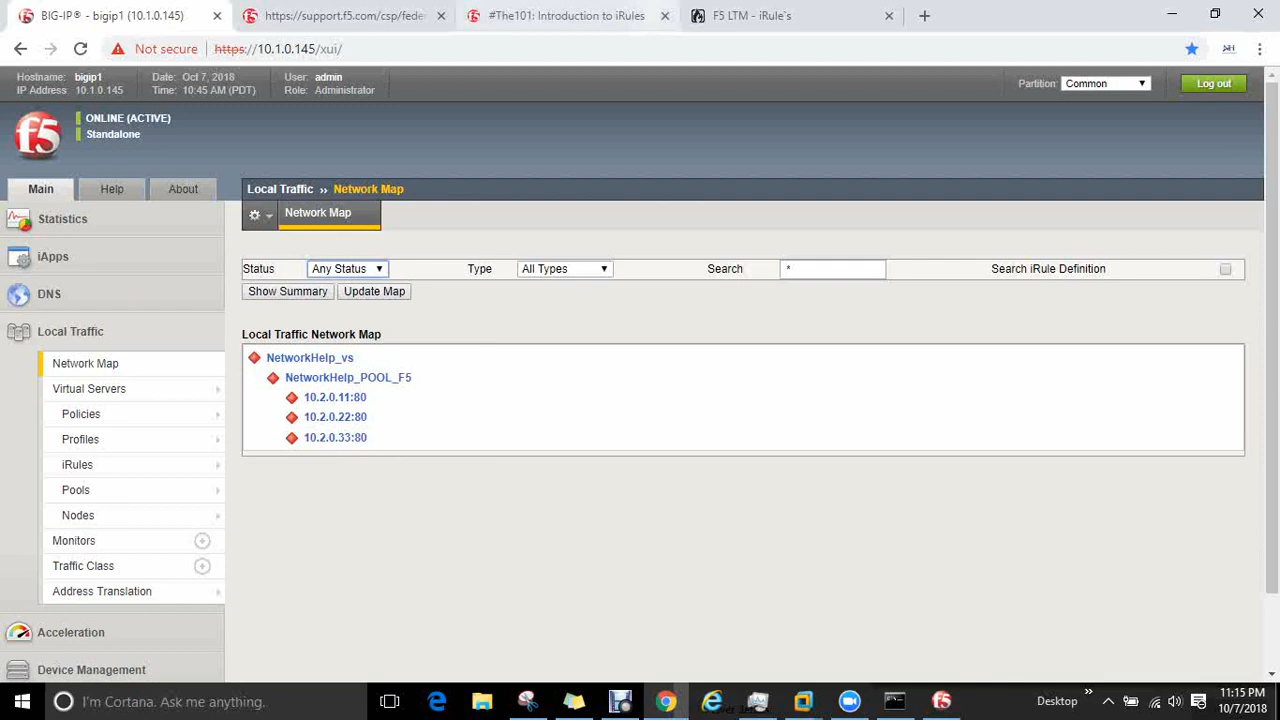 BIG-IP® - bigip1 (10.1.0.145)
https://support.f5.com/csp/fede
#The101: Introduction to iRules
F5 LTM - iRule's
Not secure
https://10.1.0.145/xui/
Hostname: bigip1
IP Address: 10.1.0.145
Date: Oct 7, 2018
Time: 10:45 AM (PDT)
User: admin
Role: Administrator
Partition: Common
Log out
f5
ONLINE (ACTIVE)
Standalone
Main
Help
About
Local Traffic ›› Network Map
Network Map
Statistics
iApps
DNS
Local Traffic
Network Map
Virtual Servers
Policies
Profiles
iRules
Pools
Nodes
Monitors
Traffic Class
Address Translation
Acceleration
Device Management
Status Any Status Type All Types Search * Search iRule Definition
Show Summary Update Map
Local Traffic Network Map
NetworkHelp_vs
NetworkHelp_POOL_F5
10.2.0.11:80
10.2.0.22:80
10.2.0.33:80
I'm Cortana. Ask me anything.
Desktop
11:15 PM
10/7/2018